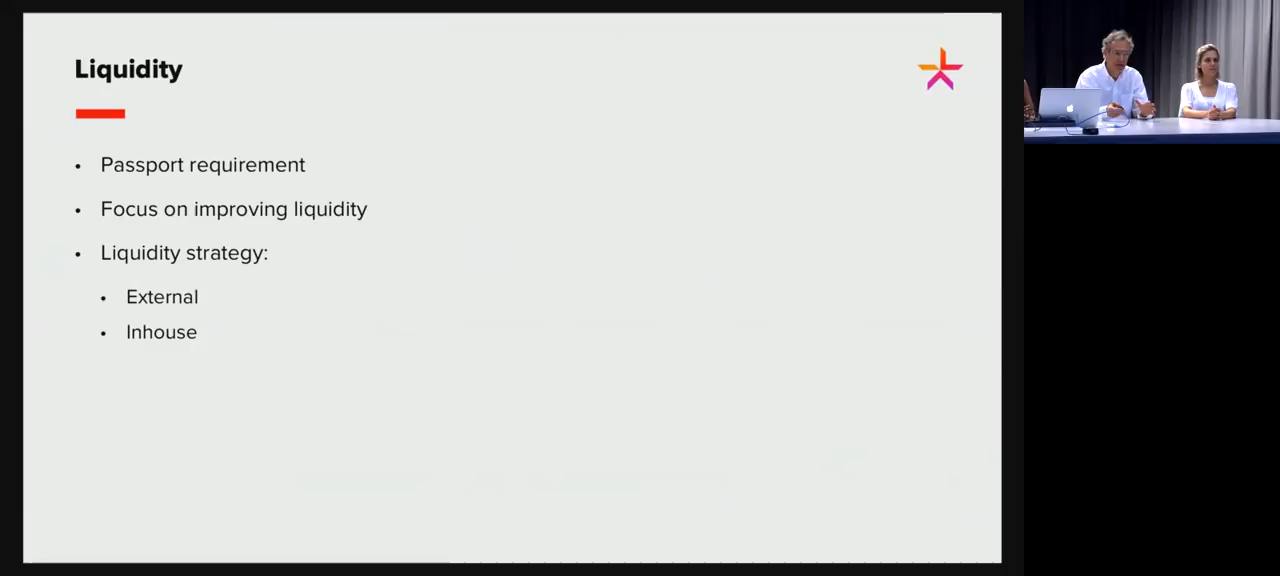 Liquidity
• Passport requirement
• Focus on improving liquidity
• Liquidity strategy:
• External
• Inhouse